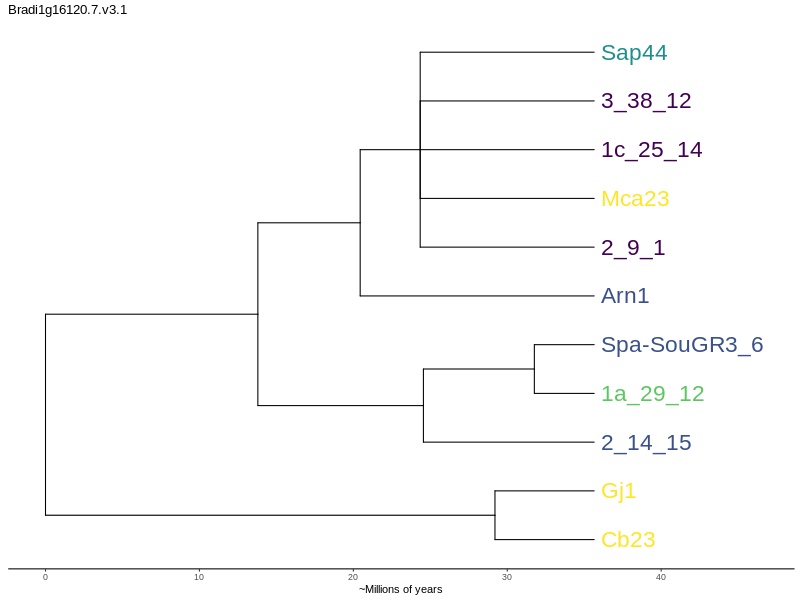 Bradi1g16120.7.v3.1
Sap44
3_38_12
1c_25_14
Mca23
2_9_1
Arn1
Spa-SouGR3_6
1a_29_12
2_14_15
Gj1
Cb23
0 10 20 30 40
~Millions of years